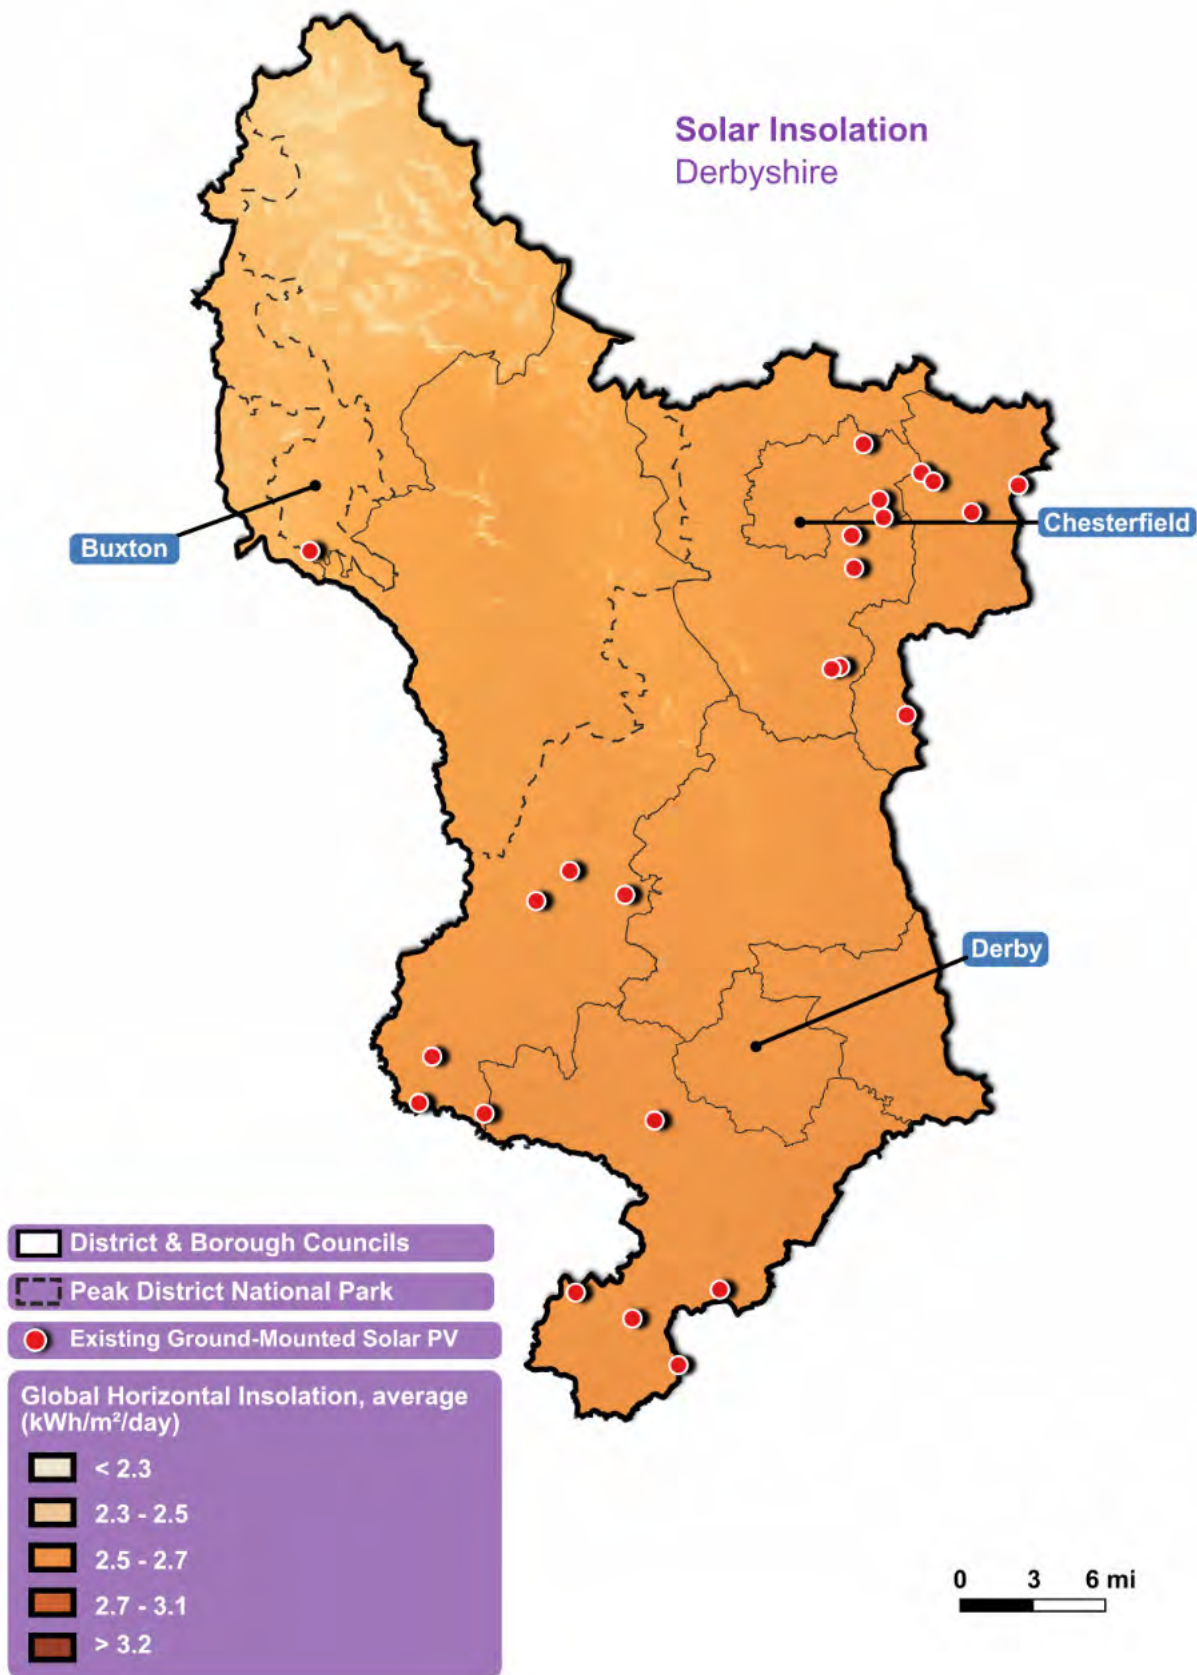 Solar Insolation
Derbyshire
Buxton
Chesterfield
Derby
District & Borough Councils
Peak District National Park
Existing Ground-Mounted Solar PV
Global Horizontal Insolation, average
(kWh/m²/day)
< 2.3
2.3 - 2.5
2.5 - 2.7
2.7 - 3.1
> 3.2
0 3 6 mi